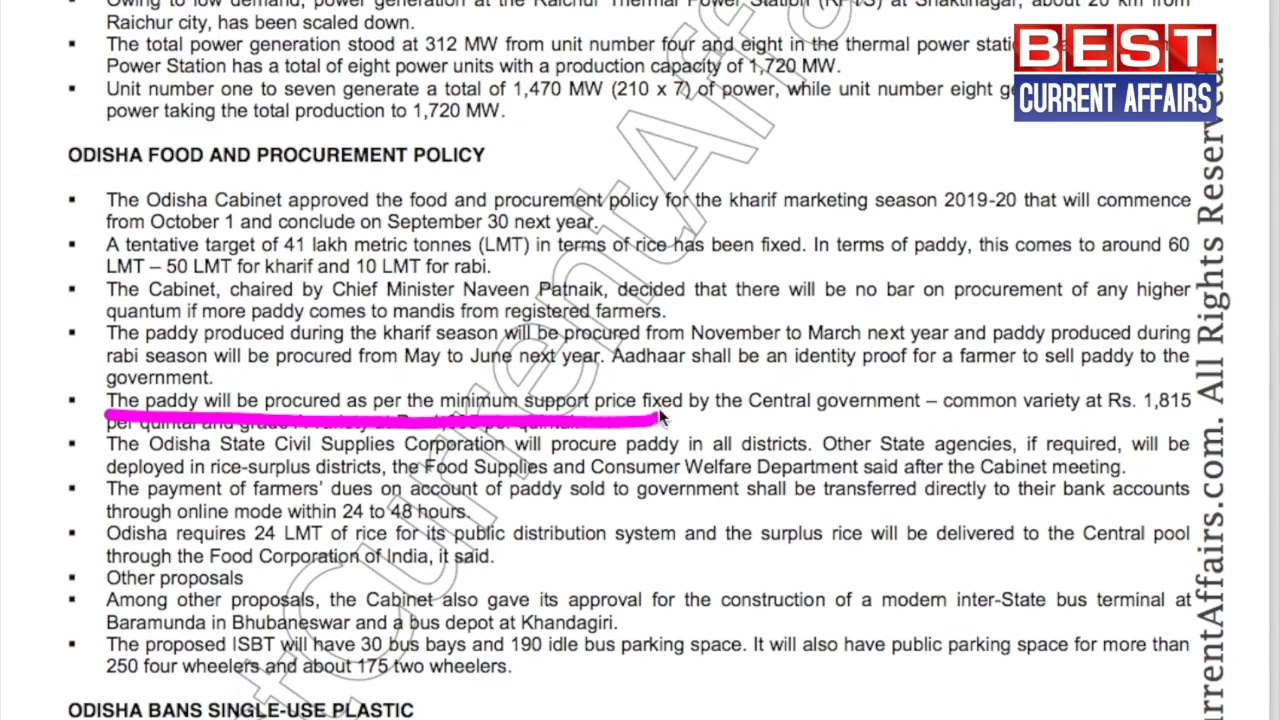 Owing to low demand, power generation at the Raichur Thermal Power Station (RPTS) at Shaktinagar, about 20 km from
Raichur city, has been scaled down.
▪ The total power generation stood at 312 MW from unit number four and eight in the thermal power
Power Station has a total of eight power units with a production capacity of 1,720 MW.
▪ Unit number one to seven generate a total of 1,470 MW (210 x 7) of power, while unit number eight
power taking the total production to 1,720 MW.
BEST
CURRENT AFFAIRS
ODISHA FOOD AND PROCUREMENT POLICY
▪ The Odisha Cabinet approved the food and procurement policy for the kharif marketing season 2019-20 that will commence
from October 1 and conclude on September 30 next year.
▪ A tentative target of 41 lakh metric tonnes (LMT) in terms of rice has been fixed. In terms of paddy, this comes to around 60
LMT – 50 LMT for kharif and 10 LMT for rabi.
▪ The Cabinet, chaired by Chief Minister Naveen Patnaik, decided that there will be no bar on procurement of any higher
quantum if more paddy comes to mandis from registered farmers.
▪ The paddy produced during the kharif season will be procured from November to March next year and paddy produced during
rabi season will be procured from May to June next year. Aadhaar shall be an identity proof for a farmer to sell paddy to the
government.
▪ The paddy will be procured as per the minimum support price fixed by the Central government – common variety at Rs. 1,815
per quintal and
▪ The Odisha State Civil Supplies Corporation will procure paddy in all districts. Other State agencies, if required, will be
deployed in rice-surplus districts, the Food Supplies and Consumer Welfare Department said after the Cabinet meeting.
▪ The payment of farmers’ dues on account of paddy sold to government shall be transferred directly to their bank accounts
through online mode within 24 to 48 hours.
▪ Odisha requires 24 LMT of rice for its public distribution system and the surplus rice will be delivered to the Central pool
through the Food Corporation of India, it said.
▪ Other proposals
▪ Among other proposals, the Cabinet also gave its approval for the construction of a modern inter-State bus terminal at
Baramunda in Bhubaneswar and a bus depot at Khandagiri.
▪ The proposed ISBT will have 30 bus bays and 190 idle bus parking space. It will also have public parking space for more than
250 four wheelers and about 175 two wheelers.
ODISHA BANS SINGLE-USE PLASTIC
rrentAffairs.com. All Rights Reserved.
tCurrentAffa